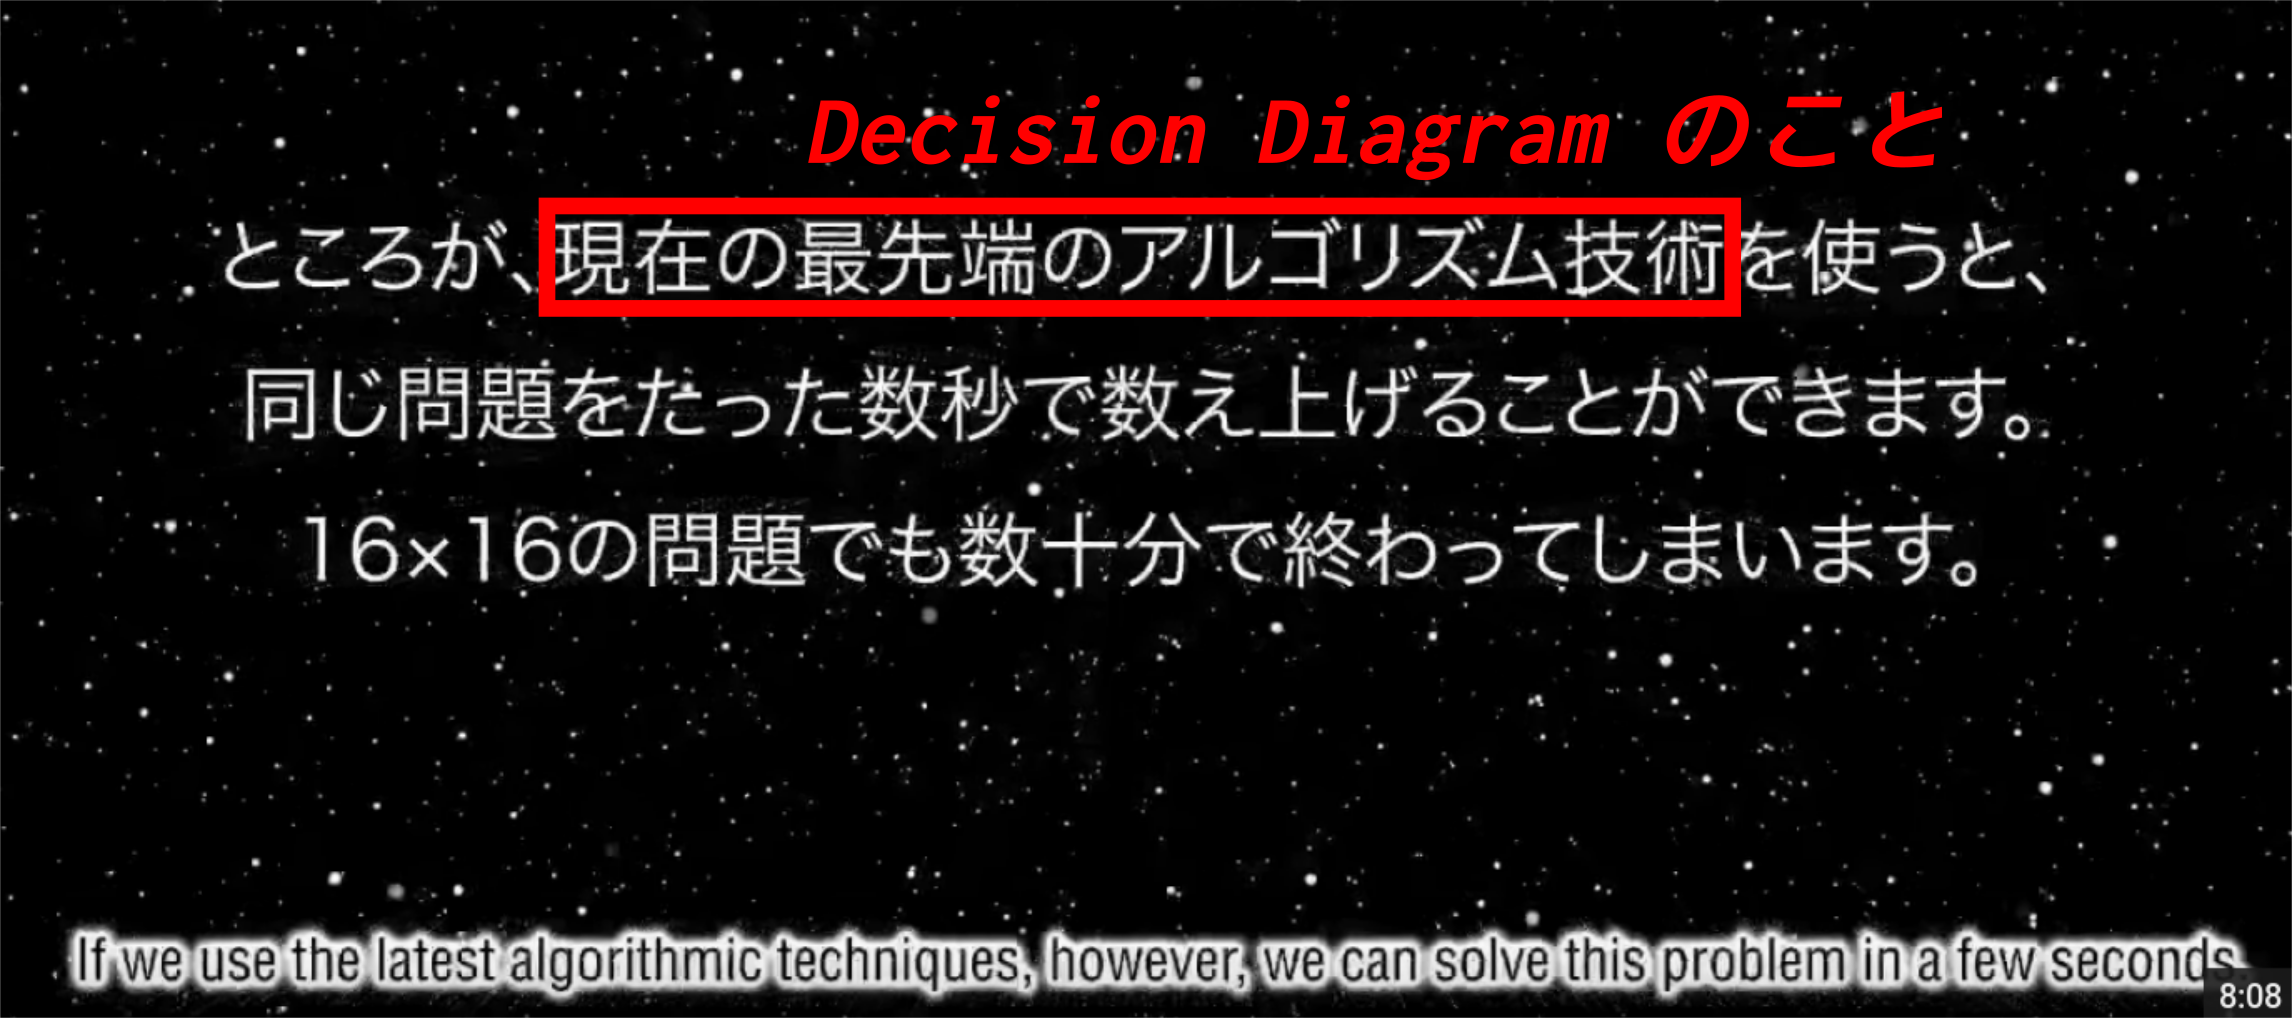 Decision Diagram のこと
ところが、現在の最先端のアルゴリズム技術を使うと、
同じ問題をたった数秒で数え上げることができます。
16×16の問題でも数十分で終わってしまいます。
If we use the latest algorithmic techniques, however, we can solve this problem in a few seconds.
8:08